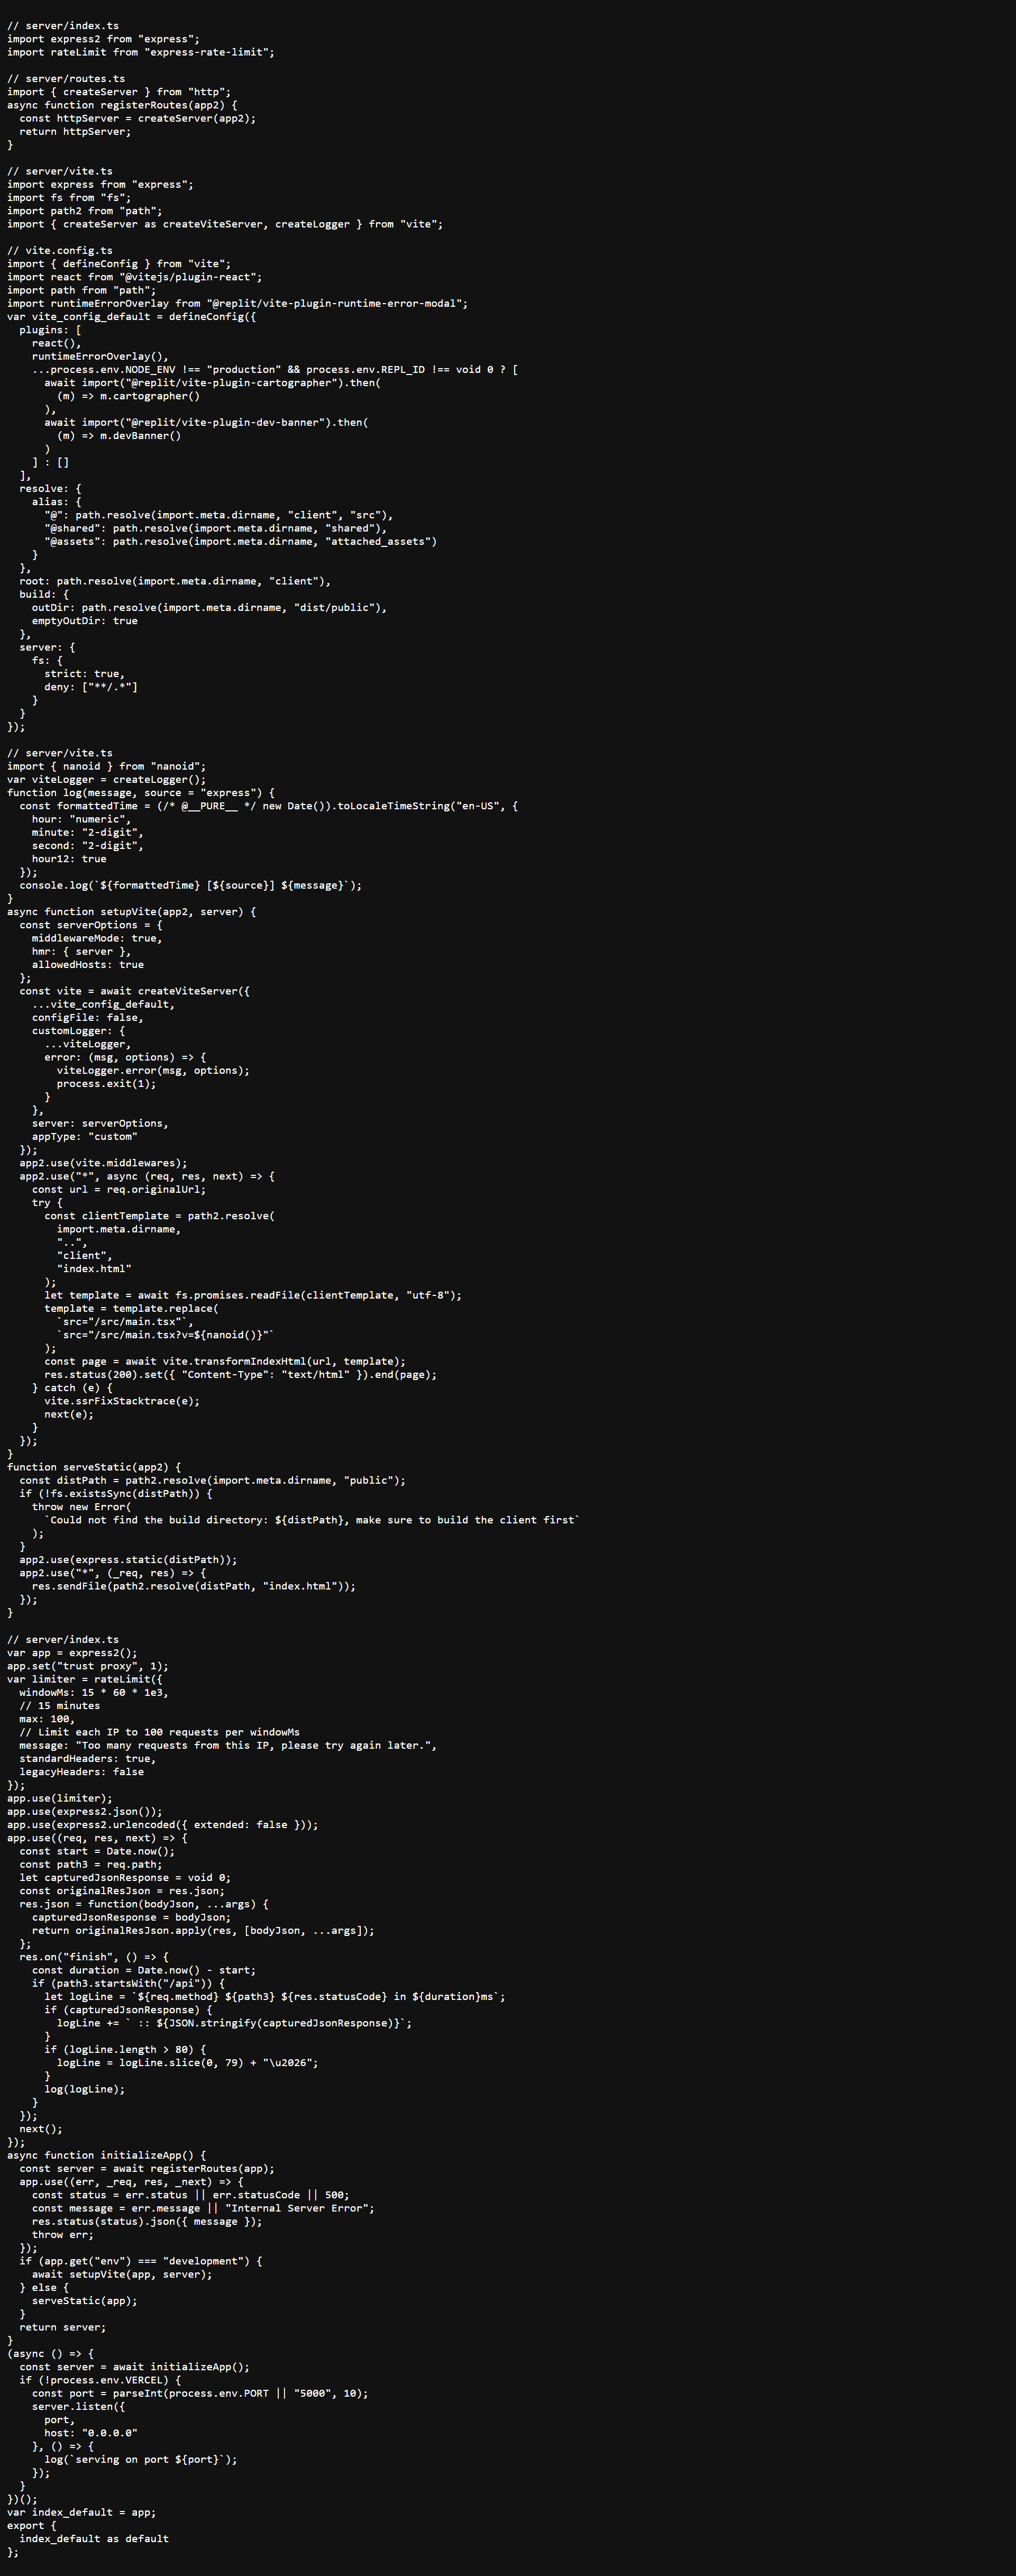 // server/index.ts
import express2 from "express";
import rateLimit from "express-rate-limit";

// server/routes.ts
import { createServer } from "http";
async function registerRoutes(app2) {
  const httpServer = createServer(app2);
  return httpServer;
}

// server/vite.ts
import express from "express";
import fs from "fs";
import path2 from "path";
import { createServer as createViteServer, createLogger } from "vite";

// vite.config.ts
import { defineConfig } from "vite";
import react from "@vitejs/plugin-react";
import path from "path";
import runtimeErrorOverlay from "@replit/vite-plugin-runtime-error-modal";
var vite_config_default = defineConfig({
  plugins: [
    react(),
    runtimeErrorOverlay(),
    ...process.env.NODE_ENV !== "production" && process.env.REPL_ID !== void 0 ? [
      await import("@replit/vite-plugin-cartographer").then(
        (m) => m.cartographer()
      ),
      await import("@replit/vite-plugin-dev-banner").then(
        (m) => m.devBanner()
      )
    ] : []
  ],
  resolve: {
    alias: {
      "@": path.resolve(import.meta.dirname, "client", "src"),
      "@shared": path.resolve(import.meta.dirname, "shared"),
      "@assets": path.resolve(import.meta.dirname, "attached_assets")
    }
  },
  root: path.resolve(import.meta.dirname, "client"),
  build: {
    outDir: path.resolve(import.meta.dirname, "dist/public"),
    emptyOutDir: true
  },
  server: {
    fs: {
      strict: true,
      deny: ["**/.*"]
    }
  }
});

// server/vite.ts
import { nanoid } from "nanoid";
var viteLogger = createLogger();
function log(message, source = "express") {
  const formattedTime = (/* @__PURE__ */ new Date()).toLocaleTimeString("en-US", {
    hour: "numeric",
    minute: "2-digit",
    second: "2-digit",
    hour12: true
  });
  console.log(`${formattedTime} [${source}] ${message}`);
}
async function setupVite(app2, server) {
  const serverOptions = {
    middlewareMode: true,
    hmr: { server },
    allowedHosts: true
  };
  const vite = await createViteServer({
    ...vite_config_default,
    configFile: false,
    customLogger: {
      ...viteLogger,
      error: (msg, options) => {
        viteLogger.error(msg, options);
        process.exit(1);
      }
    },
    server: serverOptions,
    appType: "custom"
  });
  app2.use(vite.middlewares);
  app2.use("*", async (req, res, next) => {
    const url = req.originalUrl;
    try {
      const clientTemplate = path2.resolve(
        import.meta.dirname,
        "..",
        "client",
        "index.html"
      );
      let template = await fs.promises.readFile(clientTemplate, "utf-8");
      template = template.replace(
        `src="/src/main.tsx"`,
        `src="/src/main.tsx?v=${nanoid()}"`
      );
      const page = await vite.transformIndexHtml(url, template);
      res.status(200).set({ "Content-Type": "text/html" }).end(page);
    } catch (e) {
      vite.ssrFixStacktrace(e);
      next(e);
    }
  });
}
function serveStatic(app2) {
  const distPath = path2.resolve(import.meta.dirname, "public");
  if (!fs.existsSync(distPath)) {
    throw new Error(
      `Could not find the build directory: ${distPath}, make sure to build the client first`
    );
  }
  app2.use(express.static(distPath));
  app2.use("*", (_req, res) => {
    res.sendFile(path2.resolve(distPath, "index.html"));
  });
}

// server/index.ts
var app = express2();
app.set("trust proxy", 1);
var limiter = rateLimit({
  windowMs: 15 * 60 * 1e3,
  // 15 minutes
  max: 100,
  // Limit each IP to 100 requests per windowMs
  message: "Too many requests from this IP, please try again later.",
  standardHeaders: true,
  legacyHeaders: false
});
app.use(limiter);
app.use(express2.json());
app.use(express2.urlencoded({ extended: false }));
app.use((req, res, next) => {
  const start = Date.now();
  const path3 = req.path;
  let capturedJsonResponse = void 0;
  const originalResJson = res.json;
  res.json = function(bodyJson, ...args) {
    capturedJsonResponse = bodyJson;
    return originalResJson.apply(res, [bodyJson, ...args]);
  };
  res.on("finish", () => {
    const duration = Date.now() - start;
    if (path3.startsWith("/api")) {
      let logLine = `${req.method} ${path3} ${res.statusCode} in ${duration}ms`;
      if (capturedJsonResponse) {
        logLine += ` :: ${JSON.stringify(capturedJsonResponse)}`;
      }
      if (logLine.length > 80) {
        logLine = logLine.slice(0, 79) + "\u2026";
      }
      log(logLine);
    }
  });
  next();
});
async function initializeApp() {
  const server = await registerRoutes(app);
  app.use((err, _req, res, _next) => {
    const status = err.status || err.statusCode || 500;
    const message = err.message || "Internal Server Error";
    res.status(status).json({ message });
    throw err;
  });
  if (app.get("env") === "development") {
    await setupVite(app, server);
  } else {
    serveStatic(app);
  }
  return server;
}
(async () => {
  const server = await initializeApp();
  if (!process.env.VERCEL) {
    const port = parseInt(process.env.PORT || "5000", 10);
    server.listen({
      port,
      host: "0.0.0.0"
    }, () => {
      log(`serving on port ${port}`);
    });
  }
})();
var index_default = app;
export {
  index_default as default
};